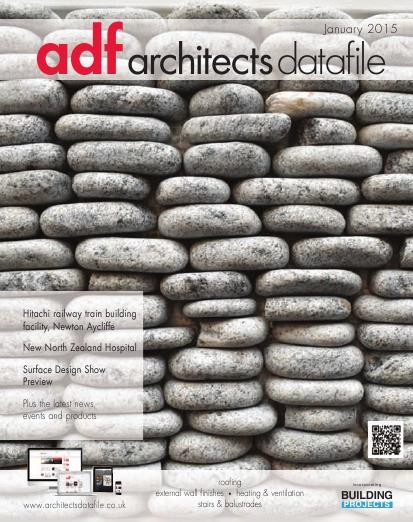 January 2015
adf architects datafile
Hitachi railway train building
facility, Newton Aycliffe
New North Zealand Hospital
Surface Design Show
Preview
Plus the latest news,
events and products
www.architectsdatafile.co.uk
roofing
external wall finishes • heating & ventilation
stairs & balustrades
incorporating
BUILDING
PROJECTS